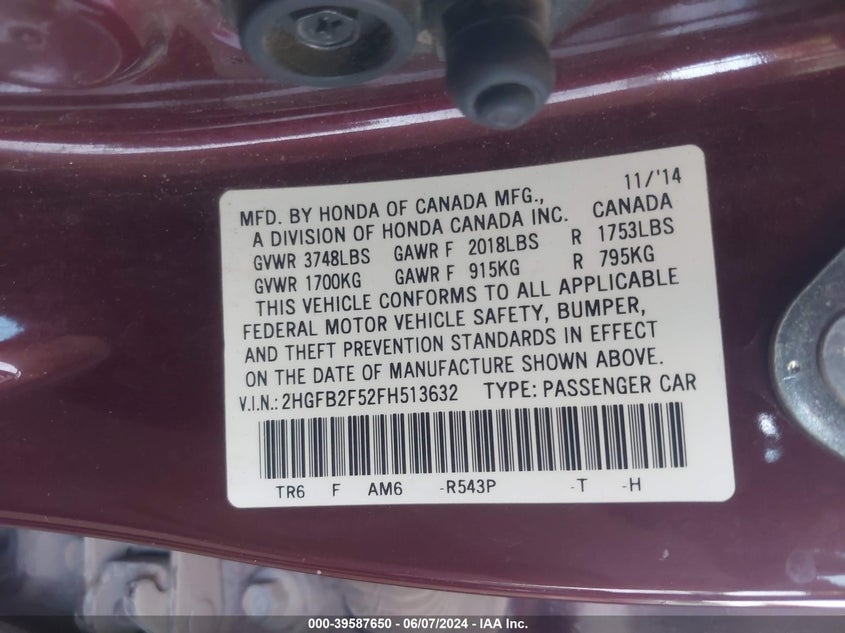 MFD. BY HONDA OF CANADA MFG., 11/'14
A DIVISION OF HONDA CANADA INC. CANADA
GVWR 3748LBS GAWR F 2018LBS R 1753LBS
GVWR 1700KG GAWR F 915KG R 795KG
THIS VEHICLE CONFORMS TO ALL APPLICABLE
FEDERAL MOTOR VEHICLE SAFETY, BUMPER,
AND THEFT PREVENTION STANDARDS IN EFFECT
ON THE DATE OF MANUFACTURE SHOWN ABOVE.
V.I.N.: 2HGFB2F52FH513632 TYPE: PASSENGER CAR
TR6 F AM6 -R543P -T -H
000-39587650 - 06/07/2024 - IAA Inc.